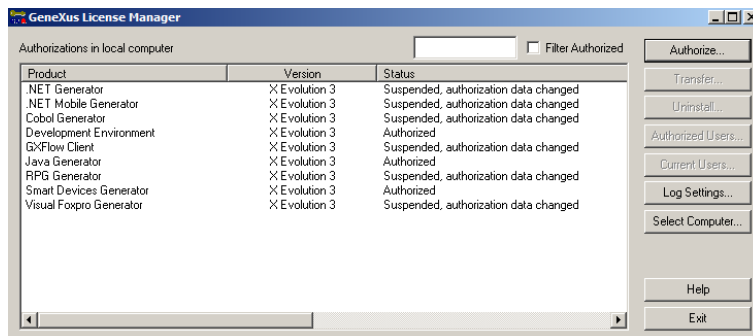 GeneXus License Manager
Authorizations in local computer
Filter Authorized
Authorize...
Product Version Status
.NET Generator X Evolution 3 Suspended, authorization data changed
.NET Mobile Generator X Evolution 3 Suspended, authorization data changed
Cobol Generator X Evolution 3 Suspended, authorization data changed
Development Environment X Evolution 3 Authorized
GXFlow Client X Evolution 3 Suspended, authorization data changed
Java Generator X Evolution 3 Authorized
RPG Generator X Evolution 3 Suspended, authorization data changed
Smart Devices Generator X Evolution 3 Authorized
Visual Foxpro Generator X Evolution 3 Suspended, authorization data changed
Transfer...
Uninstall...
Authorized Users...
Current Users...
Log Settings...
Select Computer...
Help
Exit